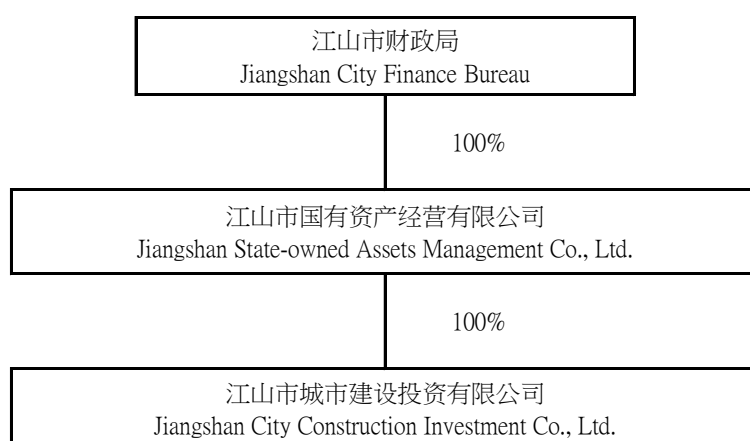 江山市财政局
Jiangshan City Finance Bureau
100%
江山市国有资产经营有限公司
Jiangshan State-owned Assets Management Co., Ltd.
100%
江山市城市建设投资有限公司
Jiangshan City Construction Investment Co., Ltd.